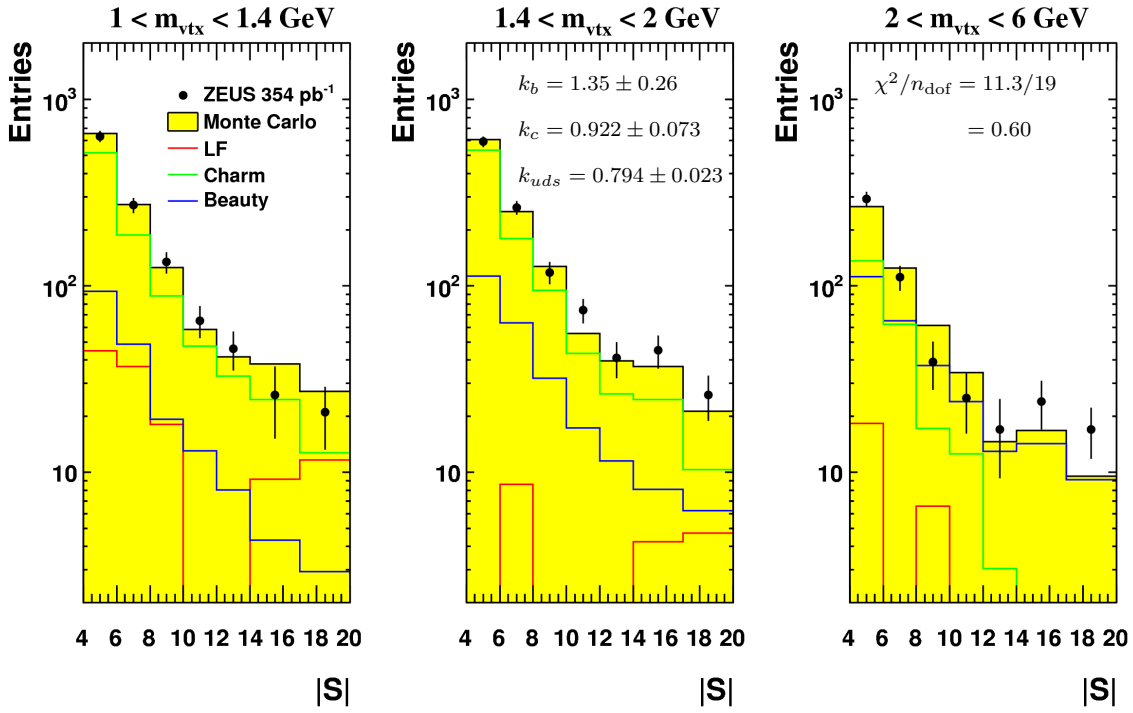 1 < m_vtx < 1.4 GeV
Entries
10^3
10^2
10
ZEUS 354 pb^-1
Monte Carlo
LF
Charm
Beauty
4 6 8 10 12 14 16 18 20
|S|
1.4 < m_vtx < 2 GeV
Entries
10^3
10^2
10
k_b = 1.35 ± 0.26
k_c = 0.922 ± 0.073
k_uds = 0.794 ± 0.023
4 6 8 10 12 14 16 18 20
|S|
2 < m_vtx < 6 GeV
Entries
10^3
10^2
10
χ^2/n_dof = 11.3/19
= 0.60
4 6 8 10 12 14 16 18 20
|S|